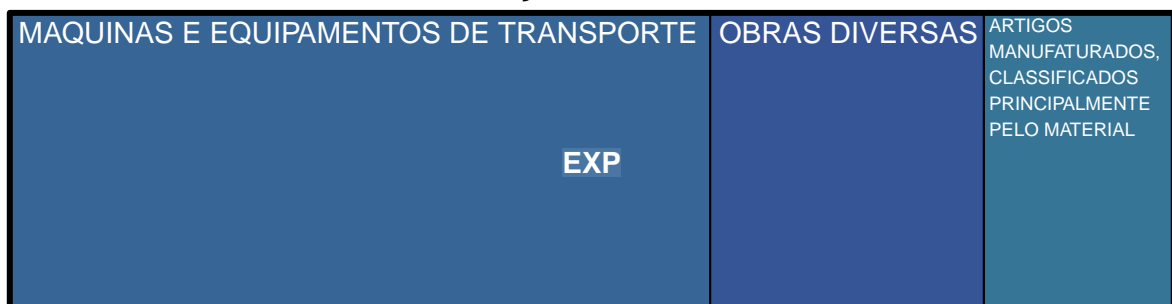 MAQUINAS E EQUIPAMENTOS DE TRANSPORTE
OBRAS DIVERSAS
ARTIGOS
MANUFATURADOS,
CLASSIFICADOS
PRINCIPALMENTE
PELO MATERIAL
EXP